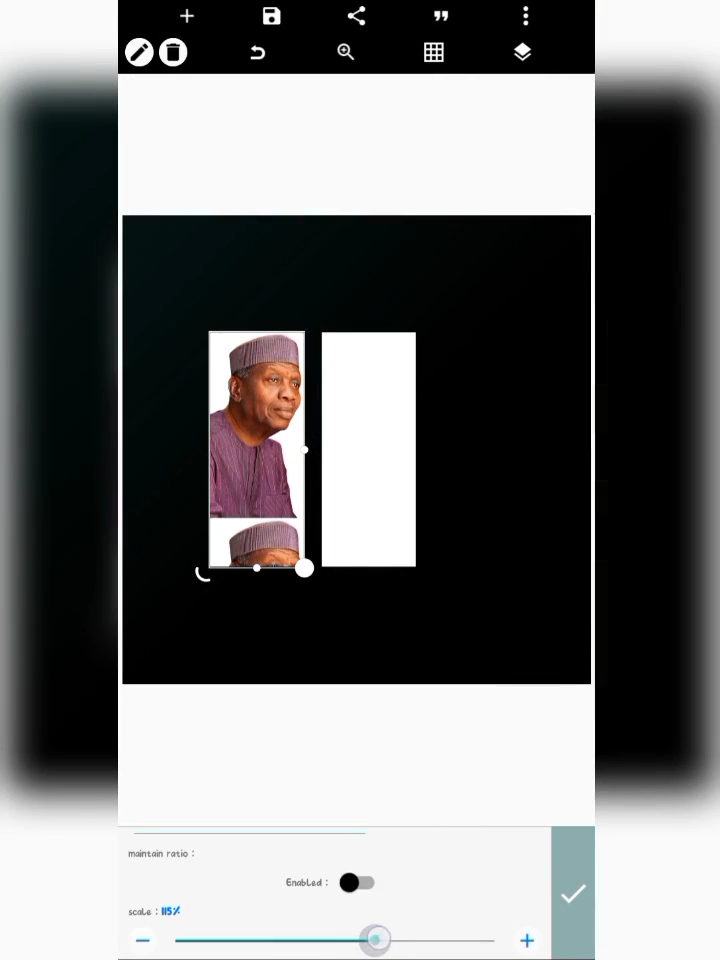 maintain ratio :
Enabled :
scale : 115%